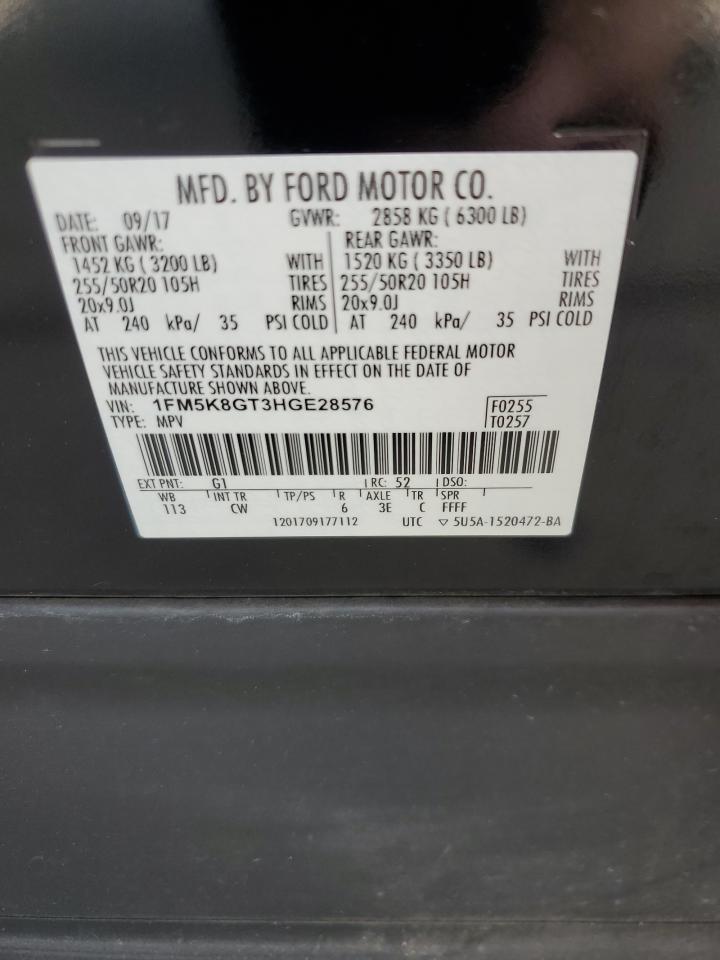 MFD. BY FORD MOTOR CO.
DATE: 09/17 GVWR: 2858 KG ( 6300 LB)
FRONT GAWR: REAR GAWR:
1452 KG ( 3200 LB) WITH 1520 KG ( 3350 LB) WITH
255/50R20 105H TIRES 255/50R20 105H TIRES
20x9.0J RIMS 20x9.0J RIMS
AT 240 kPa/ 35 PSI COLD AT 240 kPa/ 35 PSI COLD
THIS VEHICLE CONFORMS TO ALL APPLICABLE FEDERAL MOTOR
VEHICLE SAFETY STANDARDS IN EFFECT ON THE DATE OF
MANUFACTURE SHOWN ABOVE.
VIN: 1FM5K8GT3HGE28576 F0255
TYPE: MPV T0257
EXT PNT: G1 RC: 52 DSO:
WB INT TR TP/PS R AXLE TR SPR
113 CW 6 3E C FFFF
1201709177112 UTC ▽ 5U5A-1520472-BA